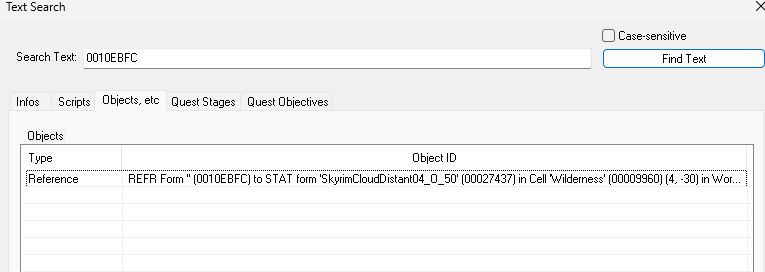 Text Search
Case-sensitive
Search Text: 0010EBFC
Find Text
Infos Scripts Objects, etc Quest Stages Quest Objectives
Objects
Type Object ID
Reference REFR Form '' (0010EBFC) to STAT form 'SkyrimCloudDistant04_O_50' (00027437) in Cell 'Wilderness' (00009960) (4, -30) in Wor...